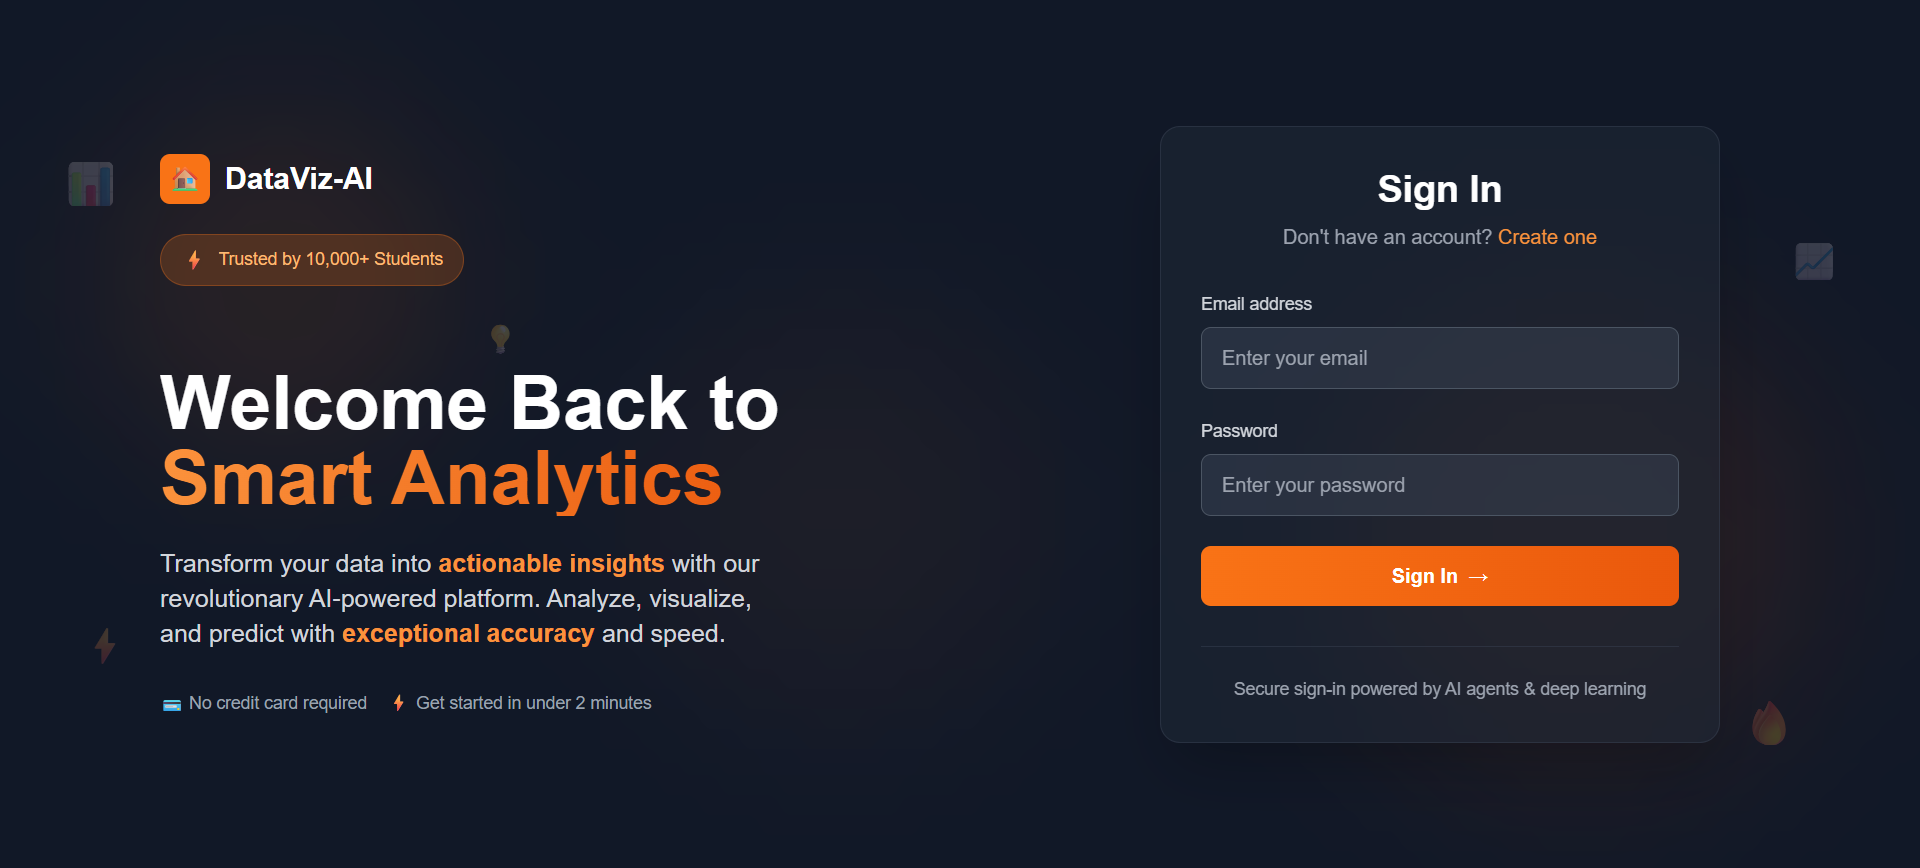 DataViz-AI
Trusted by 10,000+ Students
Welcome Back to
Smart Analytics
Transform your data into actionable insights with our
revolutionary AI-powered platform. Analyze, visualize,
and predict with exceptional accuracy and speed.
No credit card required
Get started in under 2 minutes
Sign In
Don't have an account? Create one
Email address
Enter your email
Password
Enter your password
Sign In →
Secure sign-in powered by AI agents & deep learning